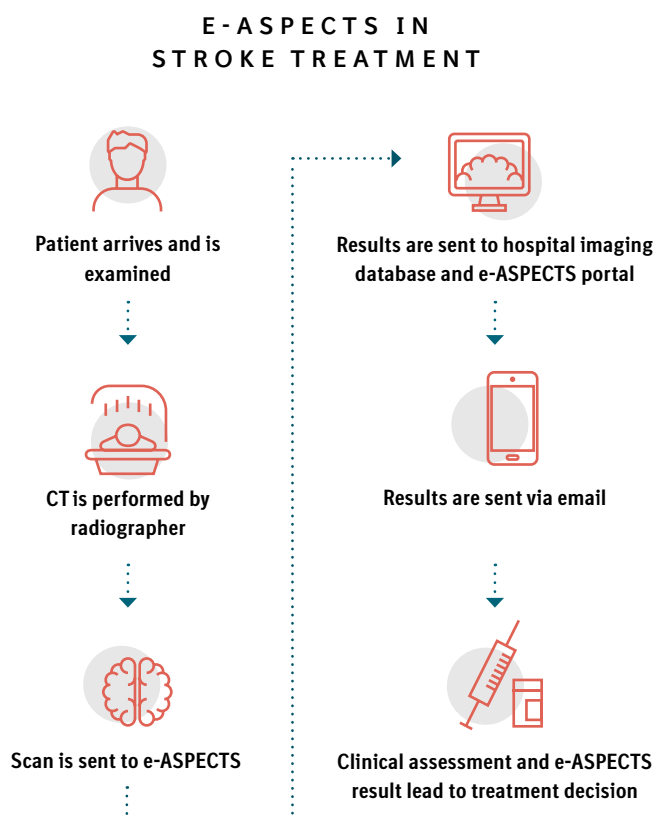 E-ASPECTS IN
STROKE TREATMENT
Patient arrives and is
examined
CT is performed by
radiographer
Scan is sent to e-ASPECTS
Results are sent to hospital imaging
database and e-ASPECTS portal
Results are sent via email
Clinical assessment and e-ASPECTS
result lead to treatment decision